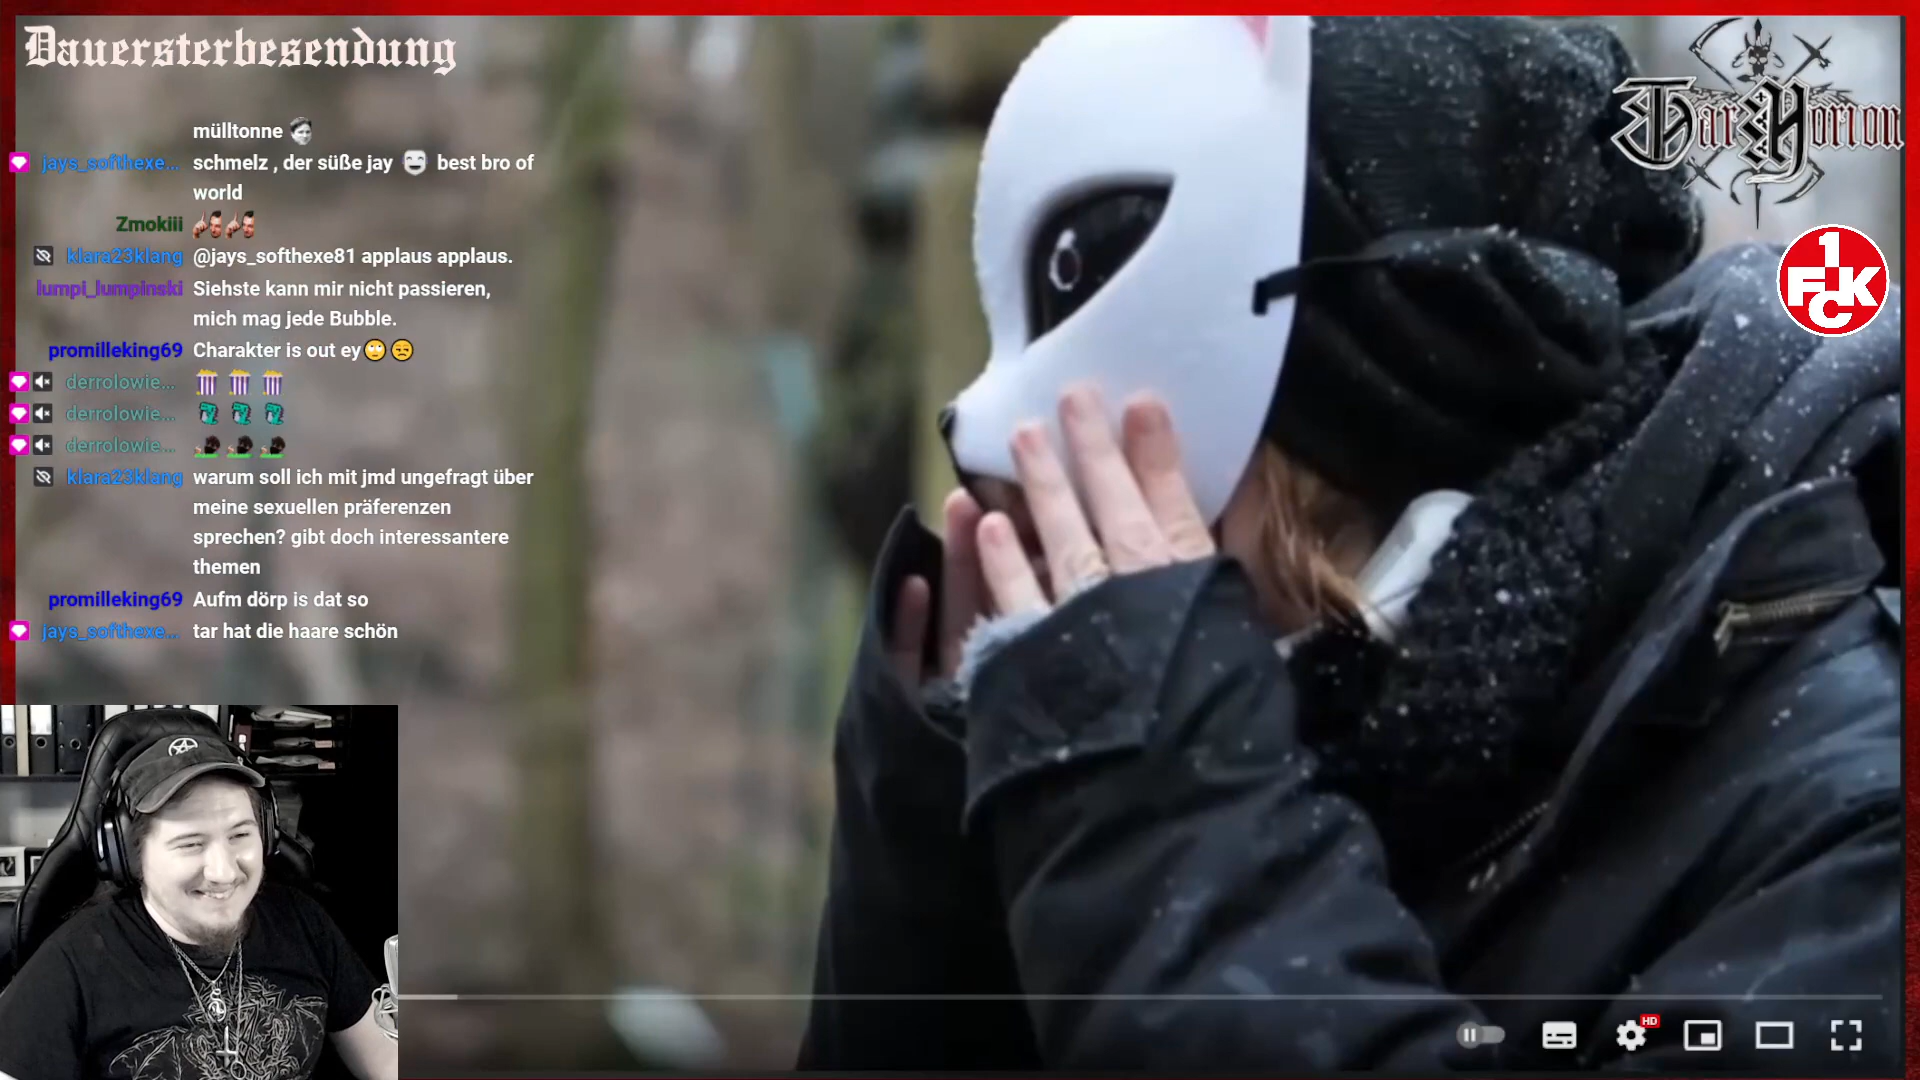 Dauersterbesendung
mülltonne
jays_softhexe... schmelz , der süße jay best bro of
world
Zmokiii
klara23klang @jays_softhexe81 applaus applaus.
lumpi_lumpinski Siehste kann mir nicht passieren,
mich mag jede Bubble.
promilleking69 Charakter is out ey
derrolowie...
derrolowie...
derrolowie...
klara23klang warum soll ich mit jmd ungefragt über
meine sexuellen präferenzen
sprechen? gibt doch interessantere
themen
promilleking69 Aufm dörp is dat so
jays_softhexe... tar hat die haare schön
Tar Horron
1
FCK
HD